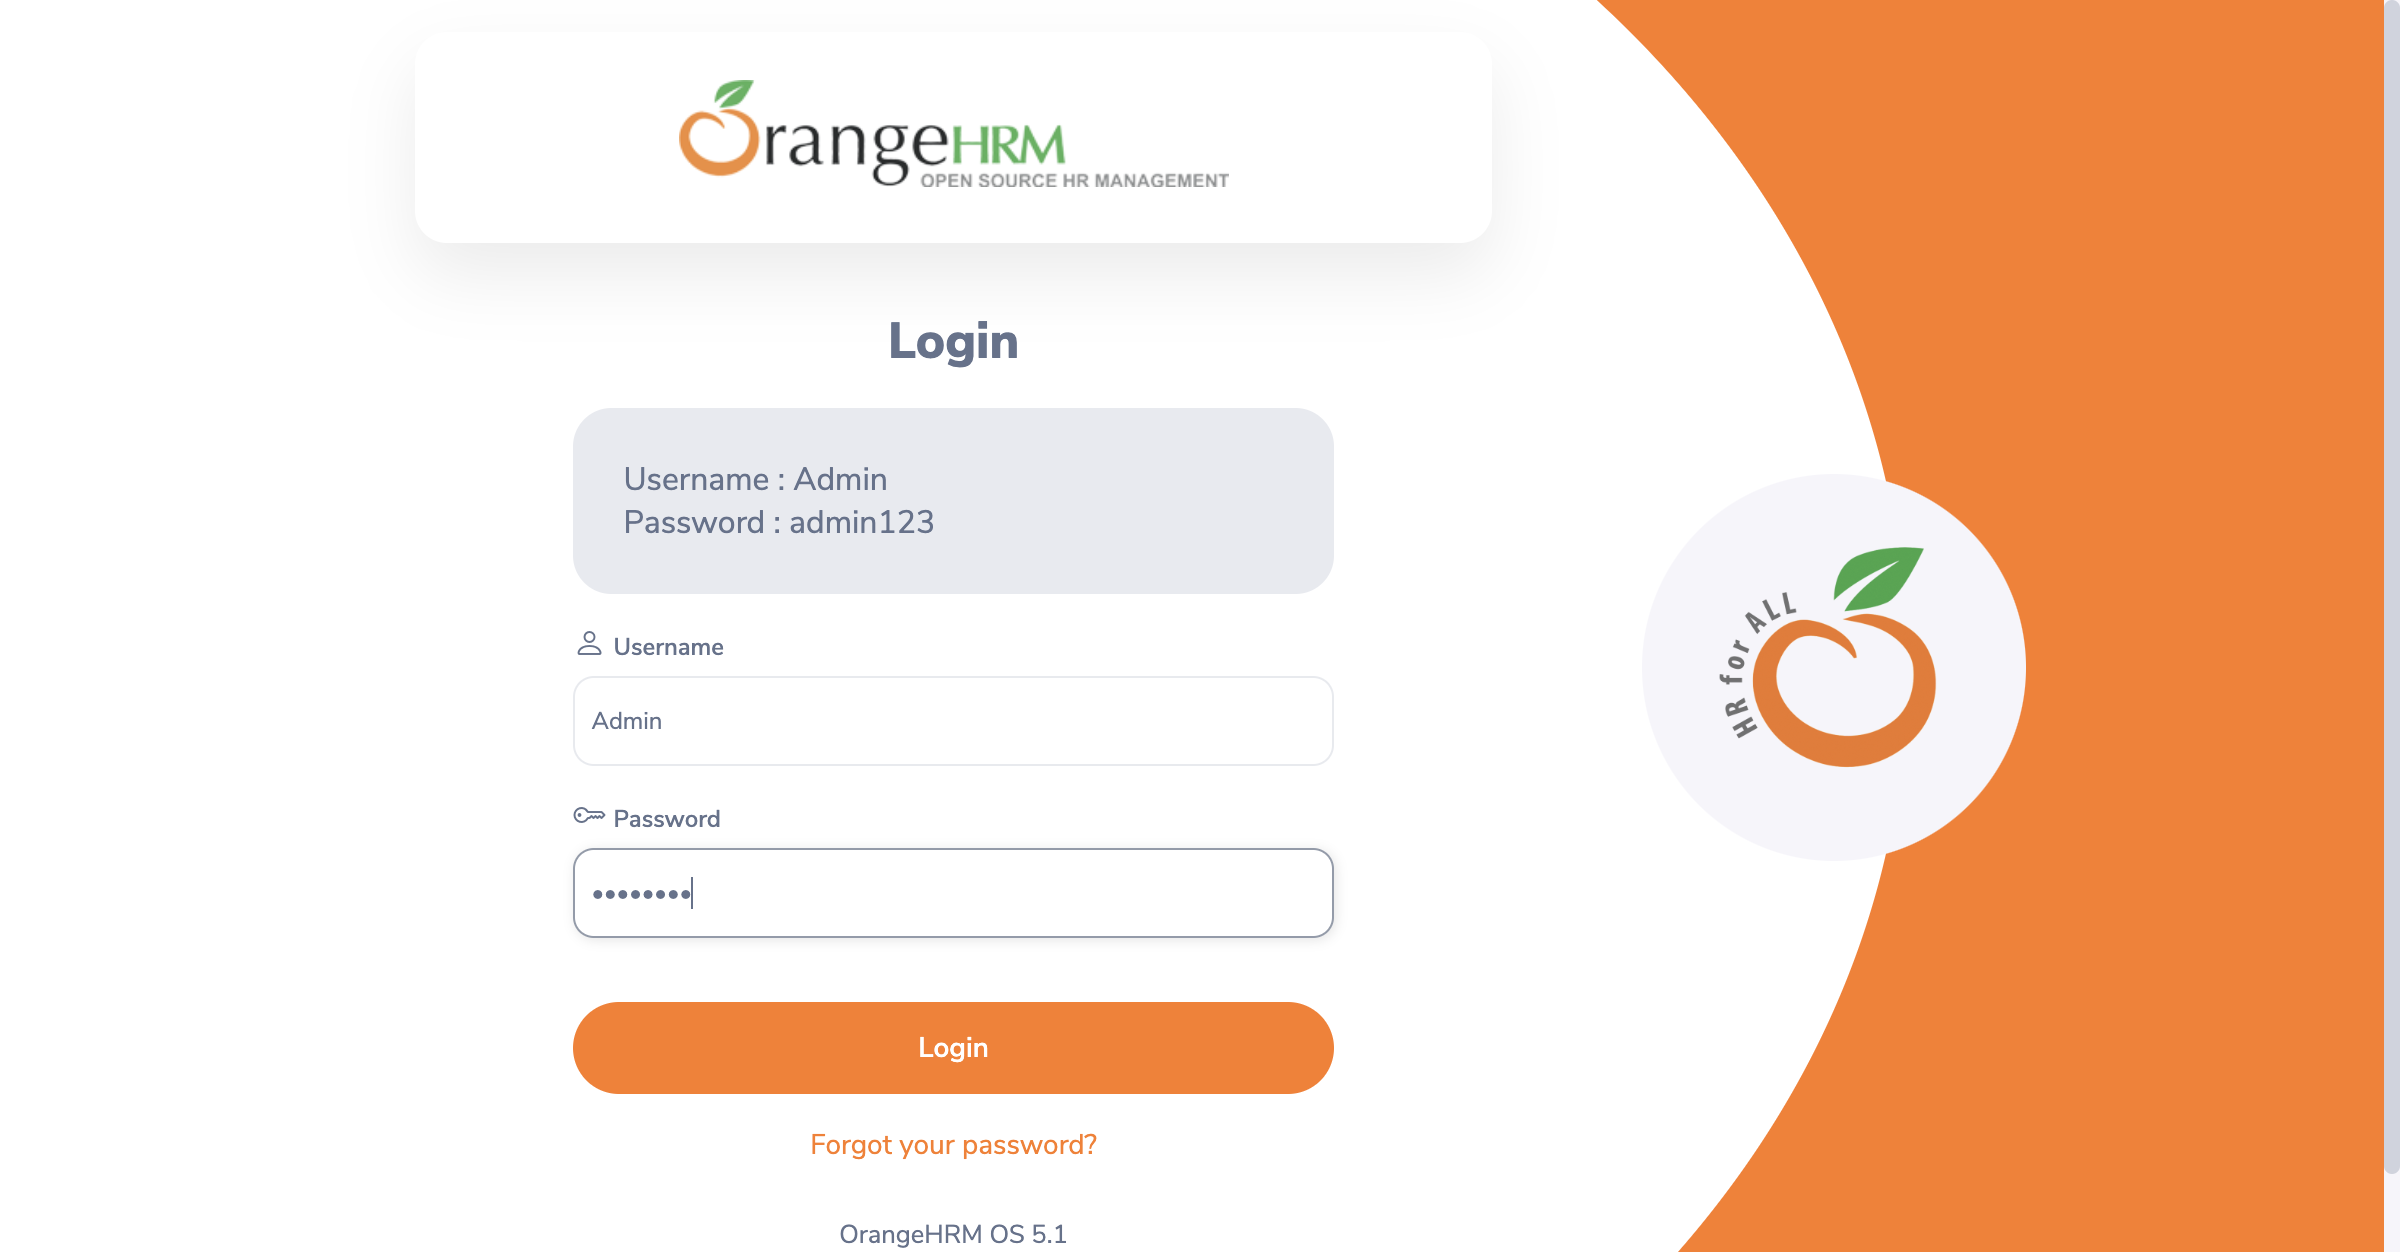 OrangeHRM
OPEN SOURCE HR MANAGEMENT
Login
Username : Admin
Password : admin123
Username
Admin
Password
••••••••
Login
Forgot your password?
OrangeHRM OS 5.1
HR for ALL